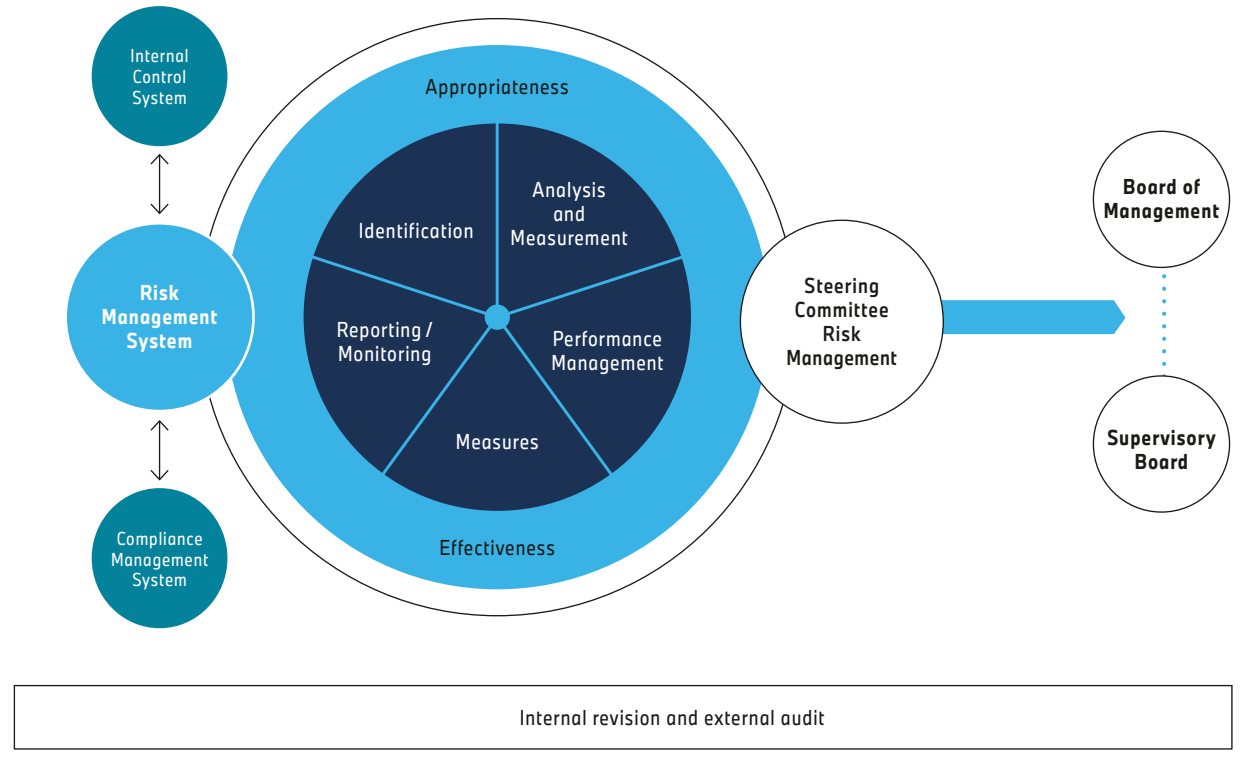 Internal
Control
System
Risk
Management
System
Compliance
Management
System
Appropriateness
Identification
Analysis
and
Measurement
Reporting /
Monitoring
Performance
Management
Measures
Effectiveness
Steering
Committee
Risk
Management
Board of
Management
Supervisory
Board
Internal revision and external audit